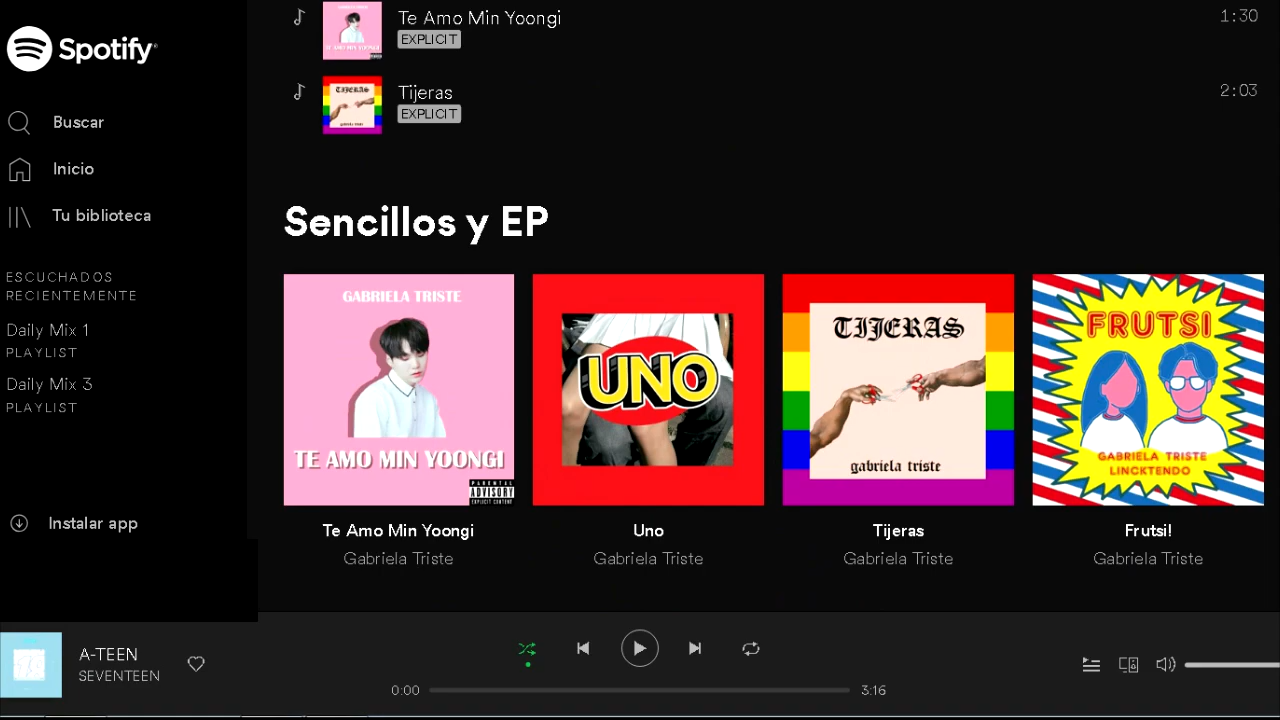 Te Amo Min Yoongi
EXPLICIT
1:30
Tijeras
EXPLICIT
2:03
Spotify
Buscar
Inicio
Tu biblioteca
ESCUCHADOS
RECIENTEMENTE
Daily Mix 1
PLAYLIST
Daily Mix 3
PLAYLIST
Instalar app
Sencillos y EP
GABRIELA TRISTE
TE AMO MIN YOONGI
PARENTAL
ADVISORY
EXPLICIT CONTENT
Te Amo Min Yoongi
Gabriela Triste
UNO
Uno
Gabriela Triste
TIJERAS
gabriela triste
Tijeras
Gabriela Triste
FRUTSI
GABRIELA TRISTE
LINCKTENDO
Frutsi!
Gabriela Triste
A-TEEN
SEVENTEEN
0:00
3:16